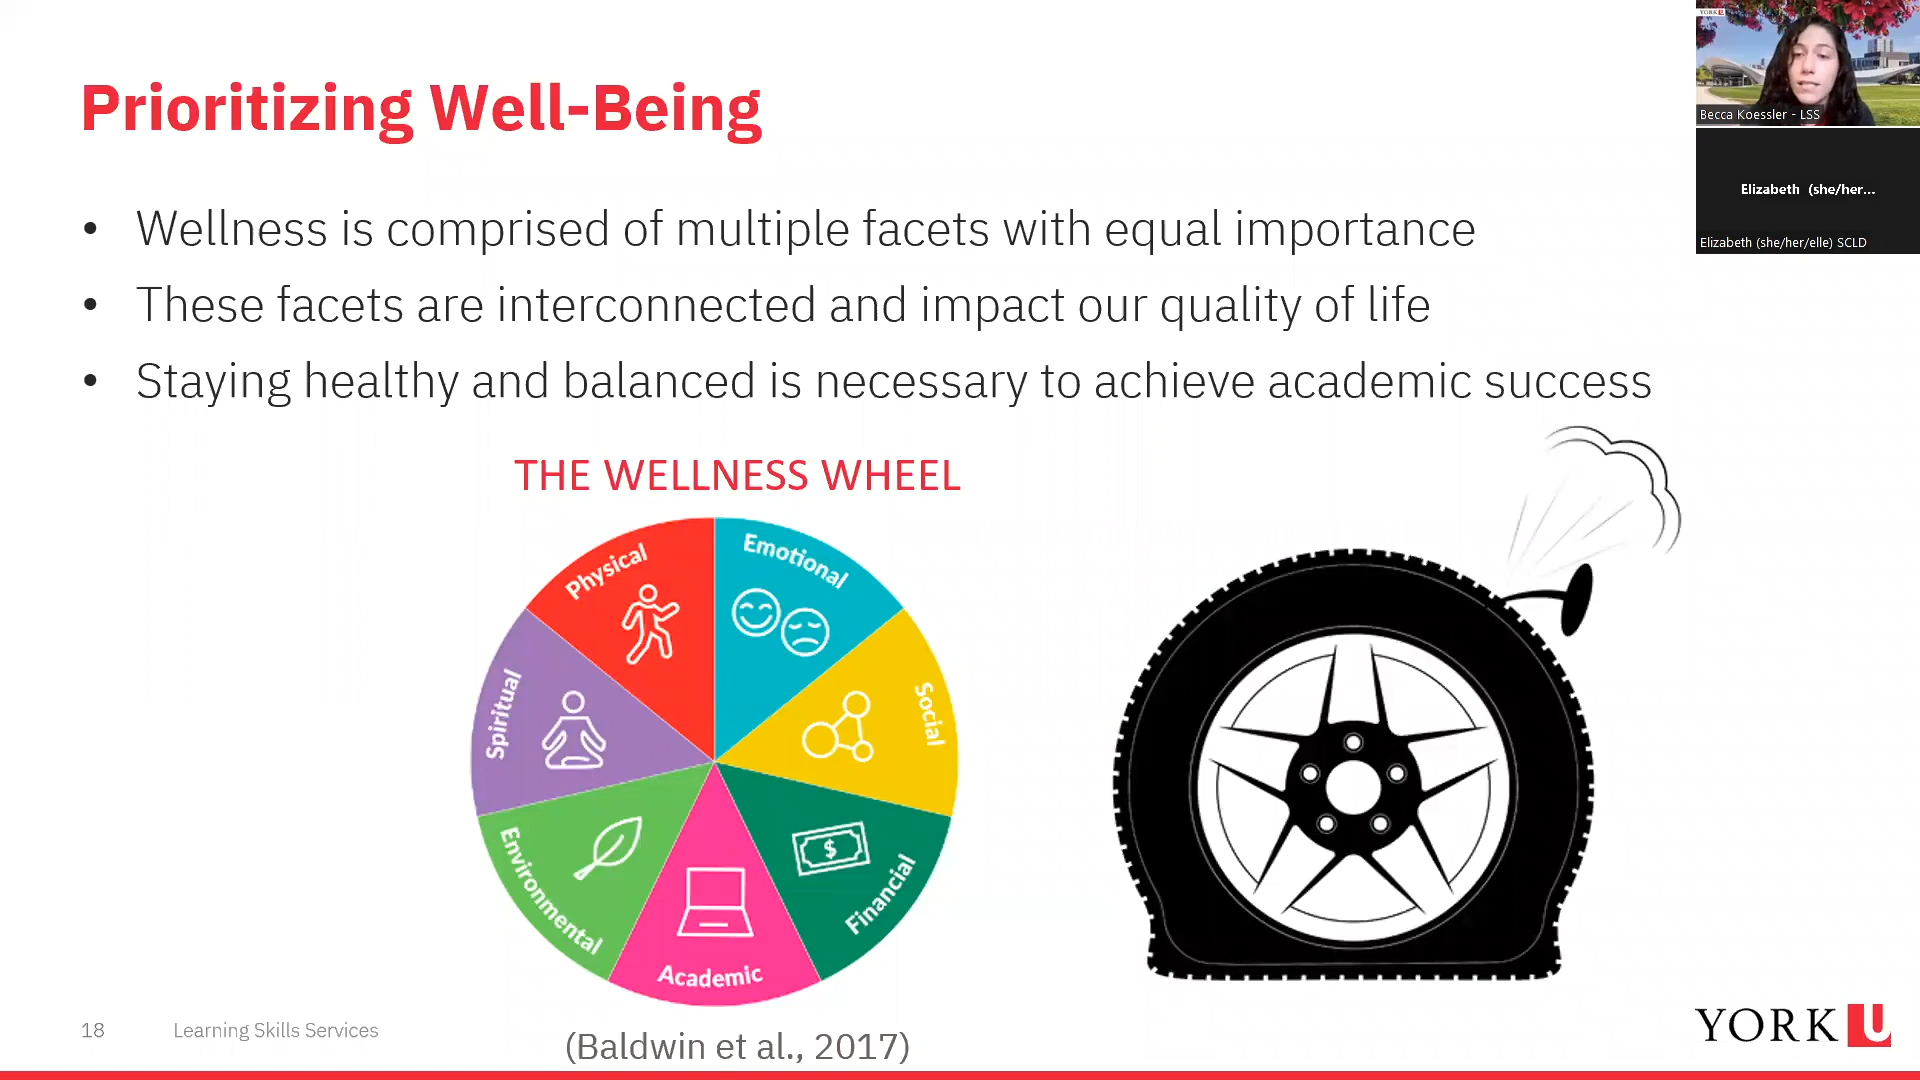 Prioritizing Well-Being
• Wellness is comprised of multiple facets with equal importance
• These facets are interconnected and impact our quality of life
• Staying healthy and balanced is necessary to achieve academic success
THE WELLNESS WHEEL
Physical
Emotional
Spiritual
Social
Environmental
$
Financial
Academic
(Baldwin et al., 2017)
18
Learning Skills Services
YORK U
YORK U
Becca Koessler - LSS
Elizabeth (she/her...
Elizabeth (she/her/elle) SCLD